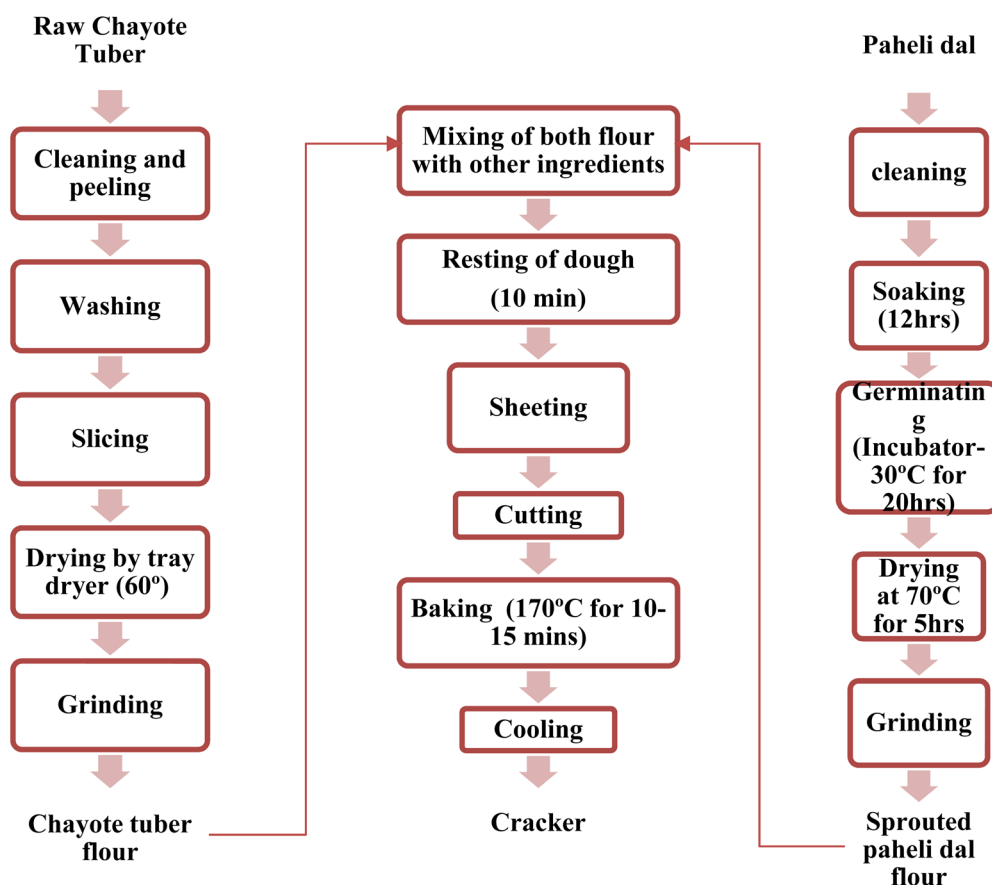 Raw Chayote
Tuber
Cleaning and
peeling
Washing
Slicing
Drying by tray
dryer (60º)
Grinding
Chayote tuber
flour
Mixing of both flour
with other ingredients
Resting of dough
(10 min)
Sheeting
Cutting
Baking (170ºC for 10-
15 mins)
Cooling
Cracker
Paheli dal
cleaning
Soaking
(12hrs)
Germinatin
g
(Incubator-
30ºC for
20hrs)
Drying
at 70ºC
for 5hrs
Grinding
Sprouted
paheli dal
flour